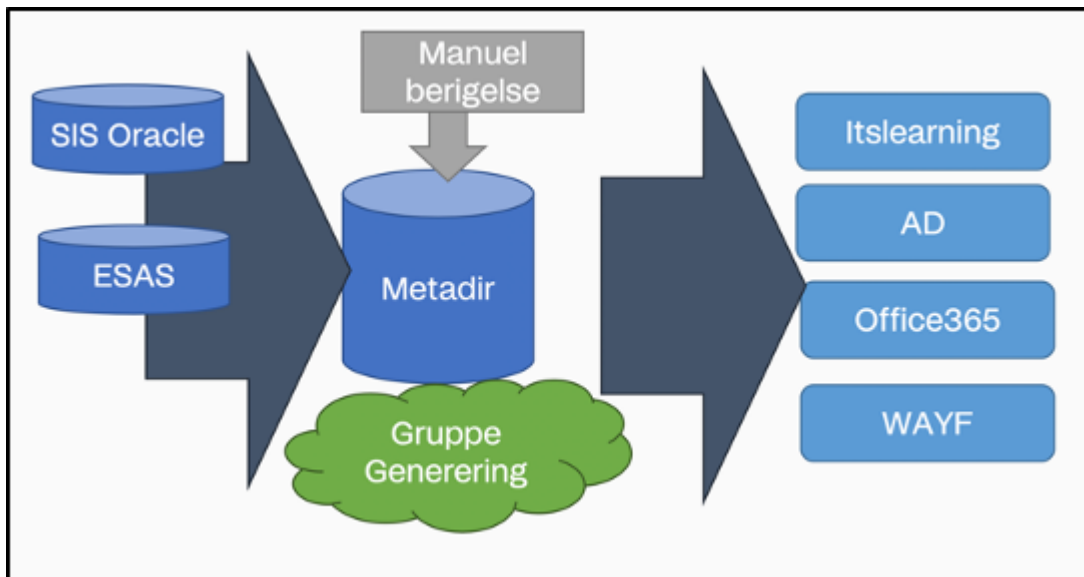 SIS Oracle
ESAS
Manuel
berigelse
Metadir
Gruppe
Generering
Itslearning
AD
Office365
WAYF